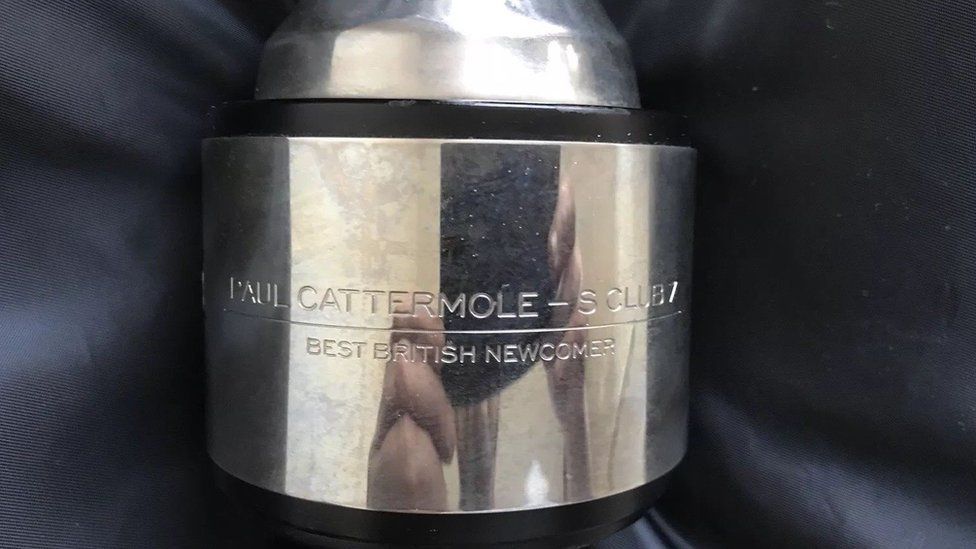 PAUL CATTERMOLE – S CLUB 7
BEST BRITISH NEWCOMER